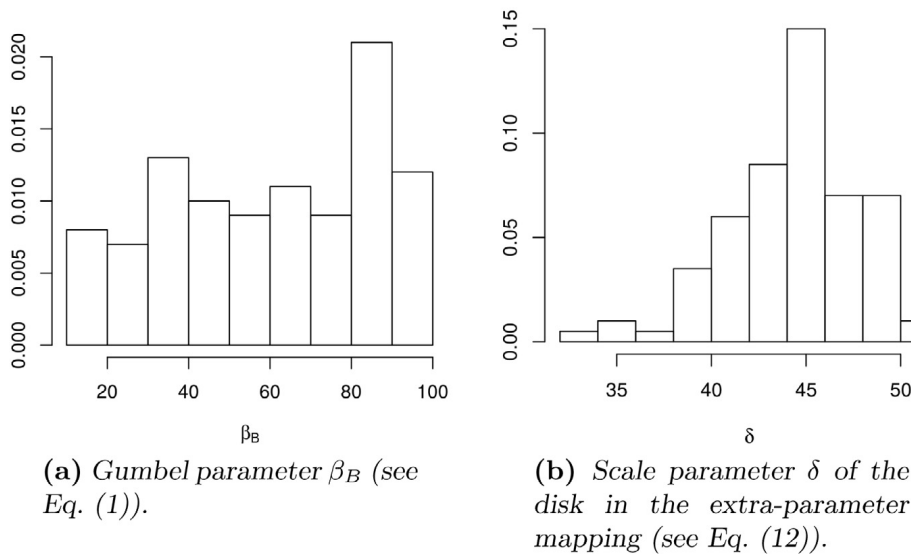 0.020
0.015
0.010
0.005
0.000
20 40 60 80 100
β_B
0.15
0.10
0.05
0.00
35 40 45 50
δ
(a) Gumbel parameter β_B (see
Eq. (1)).
(b) Scale parameter δ of the
disk in the extra-parameter
mapping (see Eq. (12)).